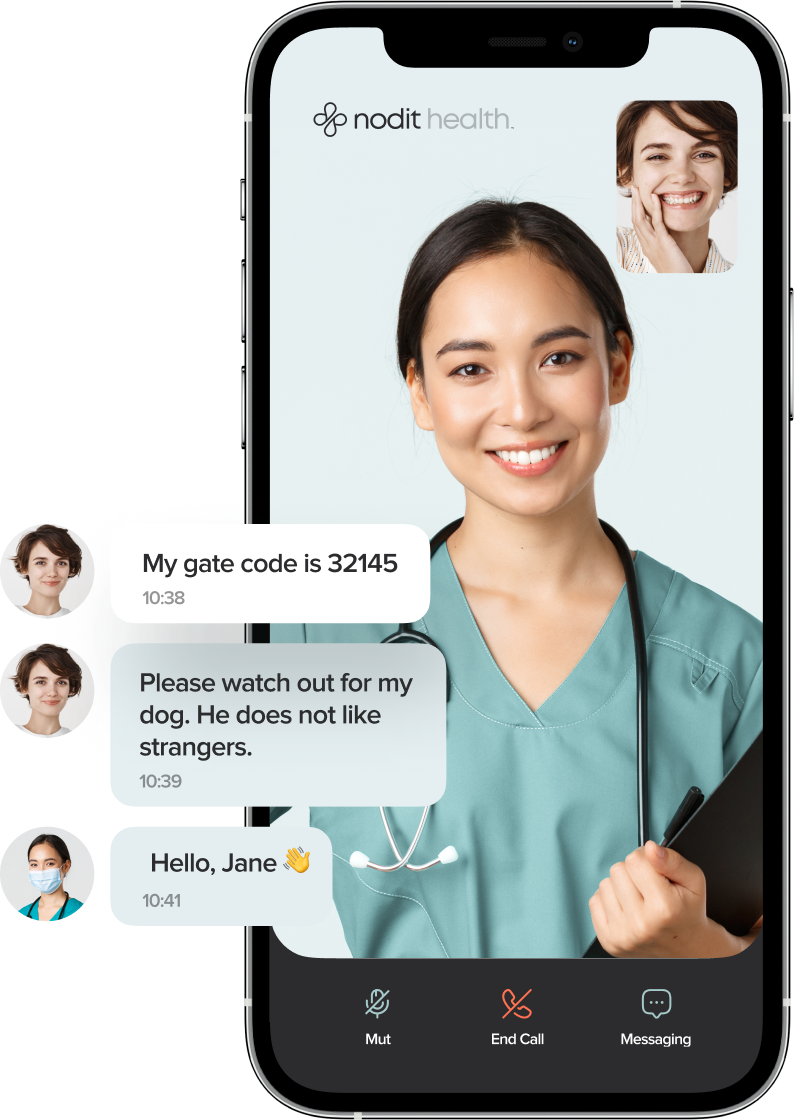 nodit health.
My gate code is 32145
10:38
Please watch out for my
dog. He does not like
strangers.
10:39
Hello, Jane 👋
10:41
Mut
End Call
Messaging